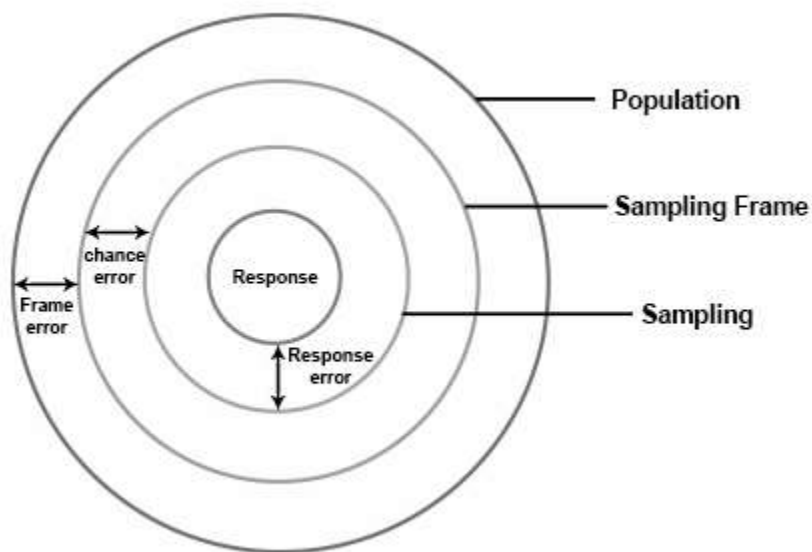 Population
Sampling Frame
chance
error
Response
Frame
error
Sampling
Response
error